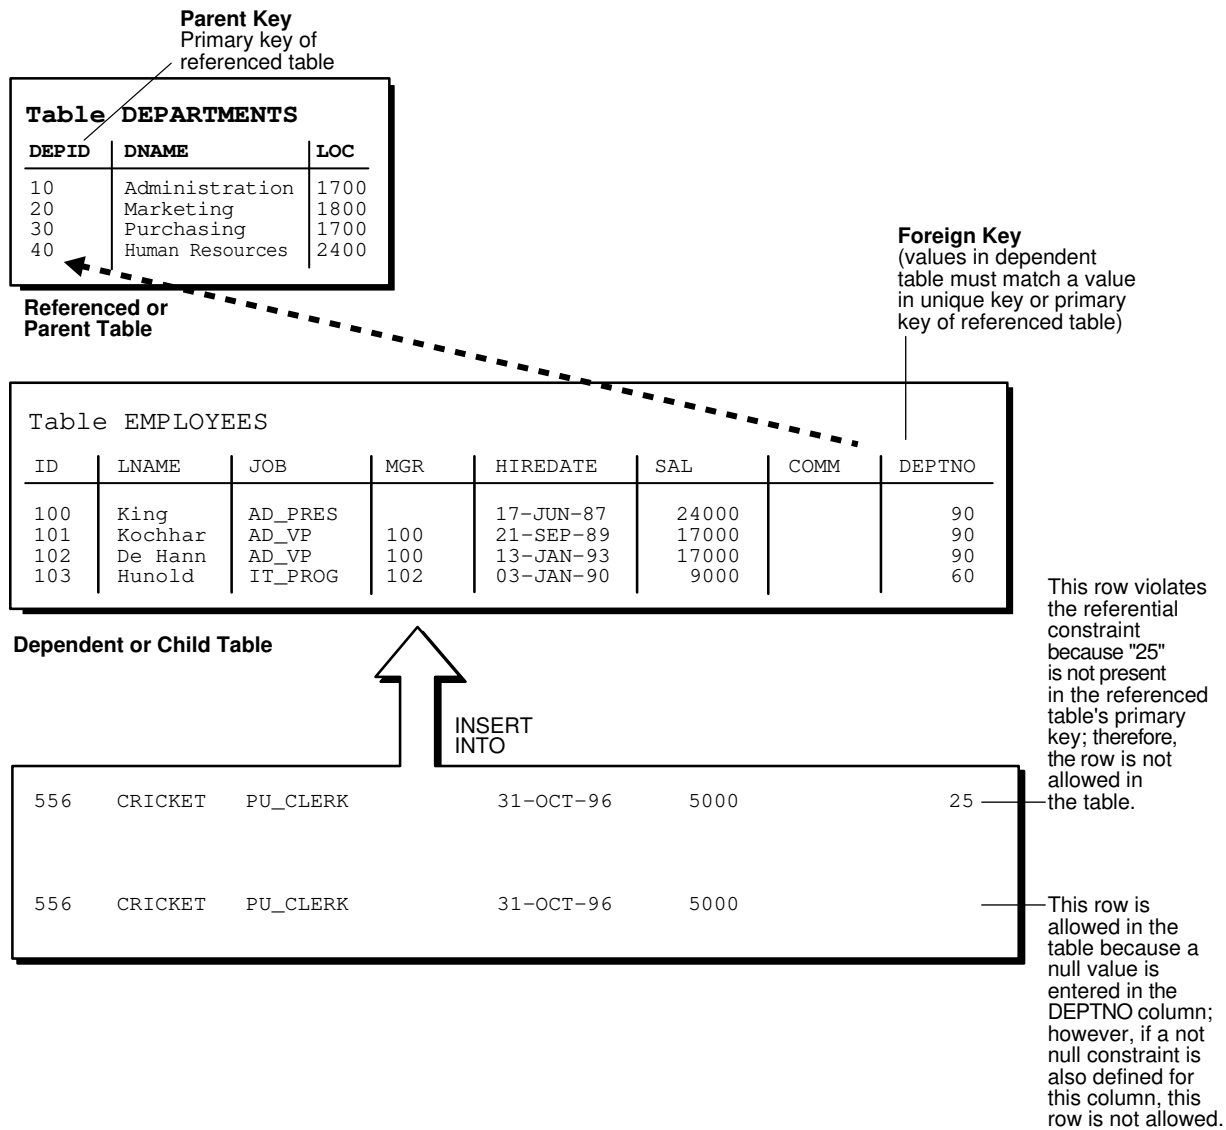 Parent Key
Primary key of
referenced table
Table DEPARTMENTS
DEPID DNAME LOC
10 Administration 1700
20 Marketing 1800
30 Purchasing 1700
40 Human Resources 2400
Referenced or
Parent Table
Foreign Key
(values in dependent
table must match a value
in unique key or primary
key of referenced table)
Table EMPLOYEES
ID LNAME JOB MGR HIREDATE SAL COMM DEPTNO
100 King AD_PRES 17-JUN-87 24000 90
101 Kochhar AD_VP 100 21-SEP-89 17000 90
102 De Hann AD_VP 100 13-JAN-93 17000 90
103 Hunold IT_PROG 102 03-JAN-90 9000 60
Dependent or Child Table
INSERT
INTO
556 CRICKET PU_CLERK 31-OCT-96 5000 25
This row violates
the referential
constraint
because "25"
is not present
in the referenced
table's primary
key; therefore,
the row is not
allowed in
the table.
556 CRICKET PU_CLERK 31-OCT-96 5000
This row is
allowed in the
table because a
null value is
entered in the
DEPTNO column;
however, if a not
null constraint is
also defined for
this column, this
row is not allowed.